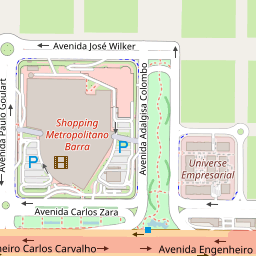 Avenida José Wilker
Avenida Paulo Goulart
Avenida Adalgisa Colombo
Shopping
Metropolitano
Barra
P
P
Universe
Empresarial
Avenida Carlos Zara
heiro Carlos Carvalho
Avenida Engenheiro